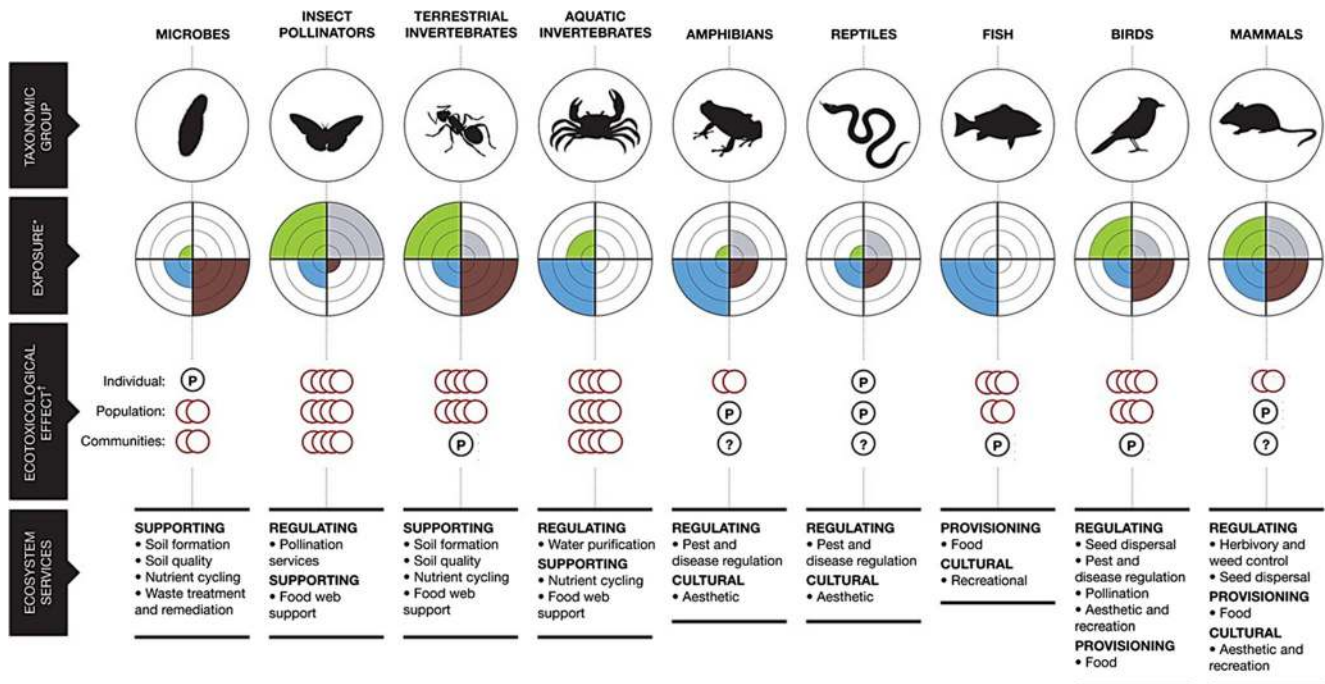 MICROBES
INSECT
POLLINATORS
TERRESTRIAL
INVERTEBRATES
AQUATIC
INVERTEBRATES
AMPHIBIANS
REPTILES
FISH
BIRDS
MAMMALS
TAXONOMIC
GROUP
EXPOSURE*
ECOTOXICOLOGICAL
EFFECT†
Individual:
P
P
Population:
P
P
P
Communities:
P
?
?
P
P
?
ECOSYSTEM
SERVICES
SUPPORTING
• Soil formation
• Soil quality
• Nutrient cycling
• Waste treatment
and remediation
REGULATING
• Pollination
services
SUPPORTING
• Food web
support
SUPPORTING
• Soil formation
• Soil quality
• Nutrient cycling
• Food web
support
REGULATING
• Water purification
SUPPORTING
• Nutrient cycling
• Food web
support
REGULATING
• Pest and
disease regulation
CULTURAL
• Aesthetic
REGULATING
• Pest and
disease regulation
CULTURAL
• Aesthetic
PROVISIONING
• Food
CULTURAL
• Recreational
REGULATING
• Seed dispersal
• Pest and
disease regulation
• Pollination
• Aesthetic and
recreation
PROVISIONING
• Food
REGULATING
• Herbivory and
weed control
• Seed dispersal
PROVISIONING
• Food
CULTURAL
• Aesthetic and
recreation